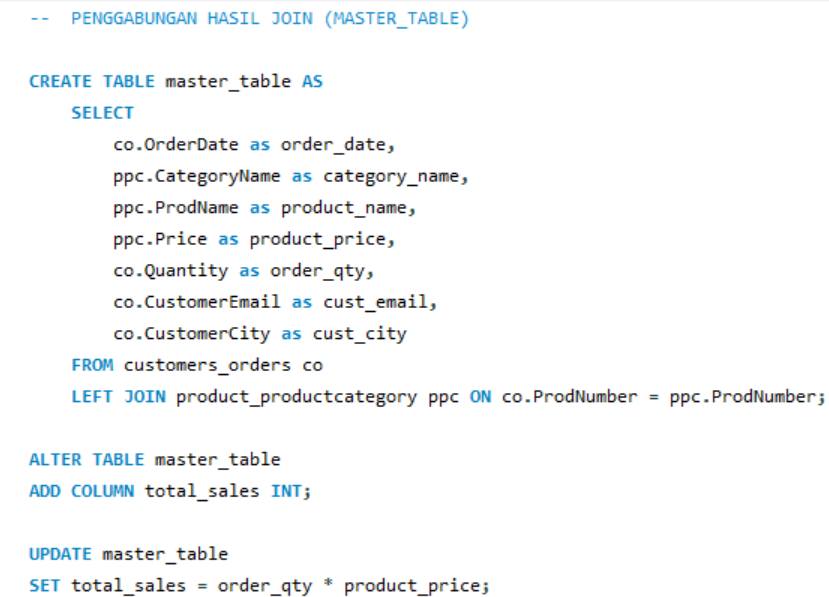 -- PENGGABUNGAN HASIL JOIN (MASTER_TABLE)
CREATE TABLE master_table AS
SELECT
co.OrderDate as order_date,
ppc.CategoryName as category_name,
ppc.ProdName as product_name,
ppc.Price as product_price,
co.Quantity as order_qty,
co.CustomerEmail as cust_email,
co.CustomerCity as cust_city
FROM customers_orders co
LEFT JOIN product_productcategory ppc ON co.ProdNumber = ppc.ProdNumber;
ALTER TABLE master_table
ADD COLUMN total_sales INT;
UPDATE master_table
SET total_sales = order_qty * product_price;